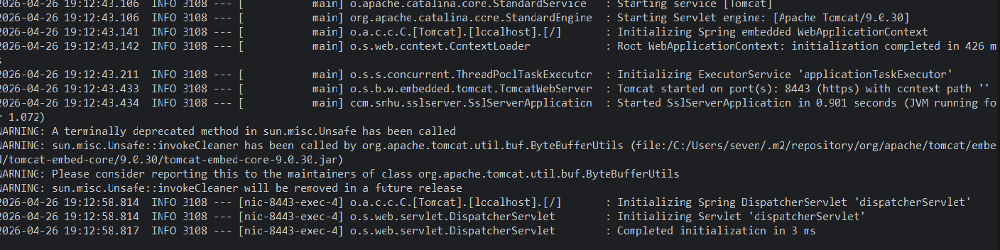 2026-04-26 19:12:43.106  INFO 3108 --- [           main] o.apache.catalina.core.StandardService   : Starting service [Tomcat]
2026-04-26 19:12:43.106  INFO 3108 --- [           main] org.apache.catalina.core.StandardEngine  : Starting Servlet engine: [Apache Tomcat/9.0.30]
2026-04-26 19:12:43.141  INFO 3108 --- [           main] o.a.c.c.C.[Tomcat].[localhost].[/]       : Initializing Spring embedded WebApplicationContext
2026-04-26 19:12:43.142  INFO 3108 --- [           main] o.s.web.context.ContextLoader            : Root WebApplicationContext: initialization completed in 426 m
s
2026-04-26 19:12:43.211  INFO 3108 --- [           main] o.s.s.concurrent.ThreadPoolTaskExecutor  : Initializing ExecutorService 'applicationTaskExecutor'
2026-04-26 19:12:43.433  INFO 3108 --- [           main] o.s.b.w.embedded.tomcat.TomcatWebServer  : Tomcat started on port(s): 8443 (https) with context path ''
2026-04-26 19:12:43.434  INFO 3108 --- [           main] com.snhu.sslserver.SslServerApplication  : Started SslServerApplication in 0.901 seconds (JVM running fo
r 1.072)
WARNING: A terminally deprecated method in sun.misc.Unsafe has been called
WARNING: sun.misc.Unsafe::invokeCleaner has been called by org.apache.tomcat.util.buf.ByteBufferUtils (file:/C:/Users/seven/.m2/repository/org/apache/tomcat/embe
d/tomcat-embed-core/9.0.30/tomcat-embed-core-9.0.30.jar)
WARNING: Please consider reporting this to the maintainers of class org.apache.tomcat.util.buf.ByteBufferUtils
WARNING: sun.misc.Unsafe::invokeCleaner will be removed in a future release
2026-04-26 19:12:58.814  INFO 3108 --- [nio-8443-exec-4] o.a.c.c.C.[Tomcat].[localhost].[/]       : Initializing Spring DispatcherServlet 'dispatcherServlet'
2026-04-26 19:12:58.814  INFO 3108 --- [nio-8443-exec-4] o.s.web.servlet.DispatcherServlet        : Initializing Servlet 'dispatcherServlet'
2026-04-26 19:12:58.817  INFO 3108 --- [nio-8443-exec-4] o.s.web.servlet.DispatcherServlet        : Completed initialization in 3 ms